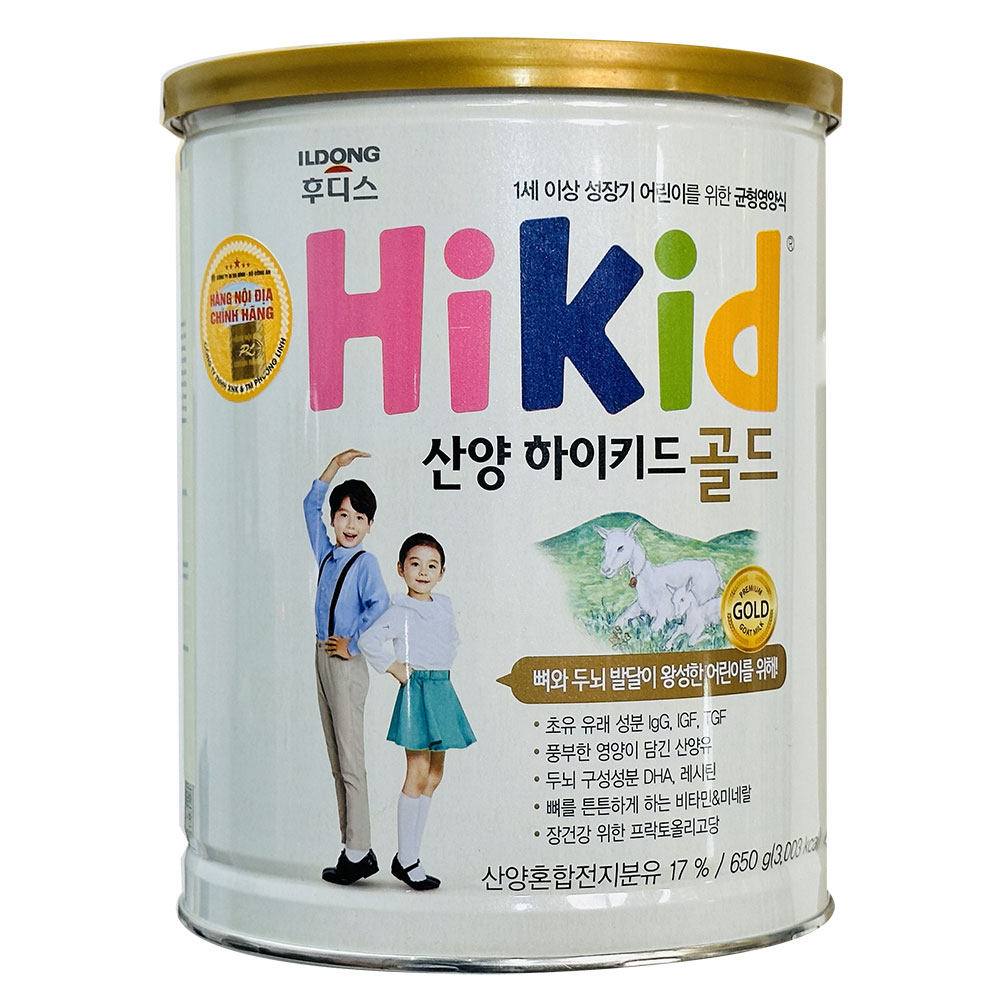 ILDONG
후디스
1세 이상 성장기 어린이를 위한 균형영양식
HiKid®
산양 하이키드 골드
HÀNG NỘI ĐỊA
CHÍNH HÃNG
PREMIUM
GOLD
GOAT MILK
뼈와 두뇌 발달이 왕성한 어린이를 위해!
• 초유 유래 성분 IgG, IGF, TGF
• 풍부한 영양이 담긴 산양유
• 두뇌 구성성분 DHA, 레시틴
• 뼈를 튼튼하게 하는 비타민&미네랄
• 장건강 위한 프락토올리고당
산양혼합전지분유 17 % / 650 g(3,003 kcal)